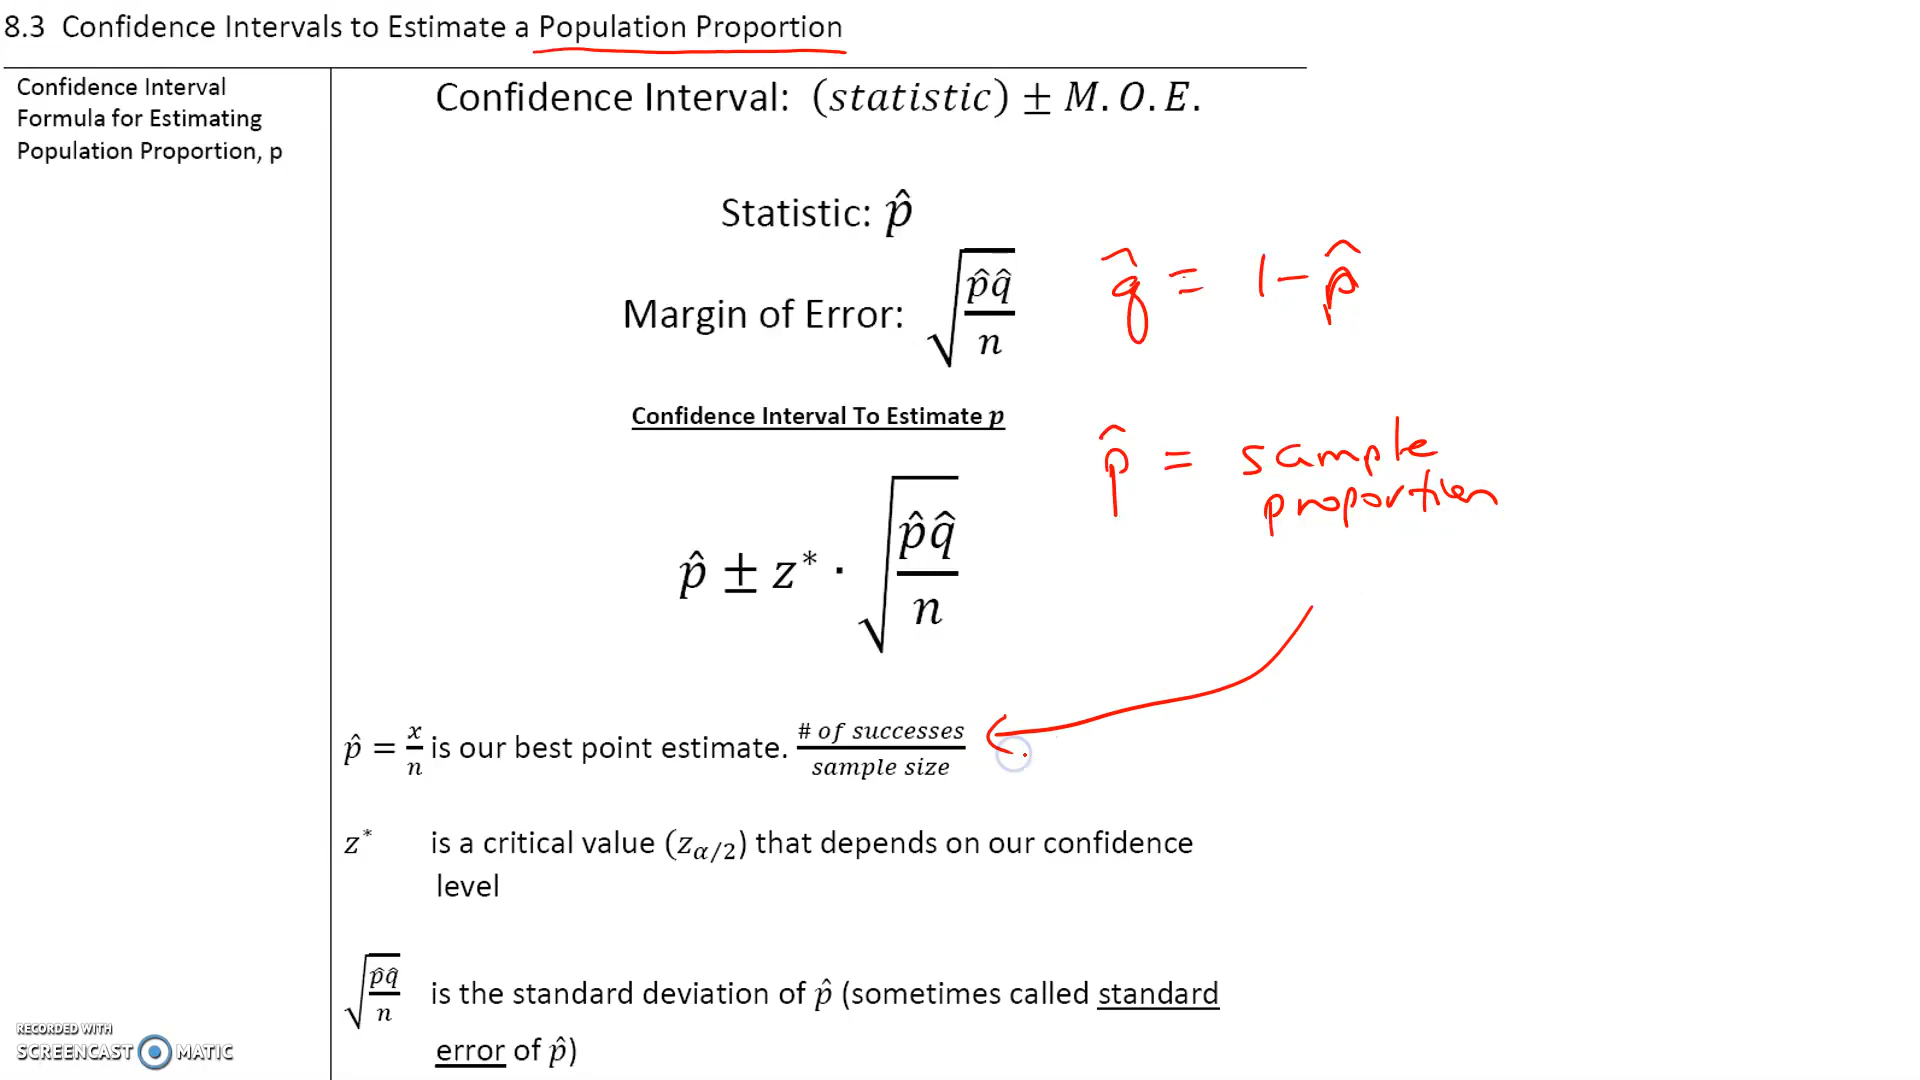 8.3 Confidence Intervals to Estimate a Population Proportion
Confidence Interval
Formula for Estimating
Population Proportion, p
Confidence Interval: (statistic) ± M.O.E.
Statistic: p̂
Margin of Error: √(p̂q̂/n)
q̂ = 1 - p̂
Confidence Interval To Estimate p
p̂ = sample
proportion
p̂ ± z* · √(p̂q̂/n)
p̂ = x/n is our best point estimate. # of successes/sample size
z* is a critical value (z_α/2) that depends on our confidence
level
√(p̂q̂/n) is the standard deviation of p̂ (sometimes called standard
error of p̂)
RECORDED WITH
SCREENCAST MATIC